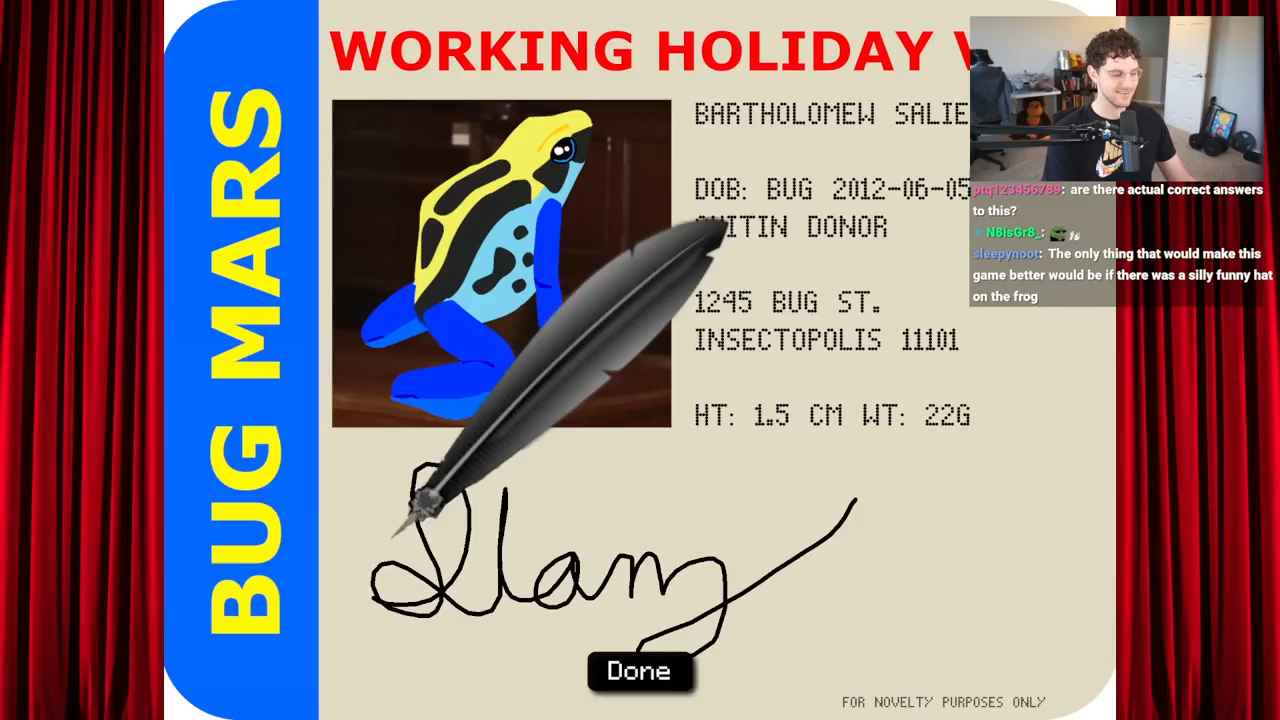 WORKING HOLIDAY
BUG MARS
BARTHOLOMEW SALIE
DOB: BUG 2012-06-05
DONOR
1245 BUG ST.
INSECTOPOLIS 11101
HT: 1.5 CM WT: 22G
Done
FOR NOVELTY PURPOSES ONLY
ptq123456789: are there actual correct answers
to this?
N8isGr8_:
sleepynoot: The only thing that would make this
game better would be if there was a silly funny hat
on the frog